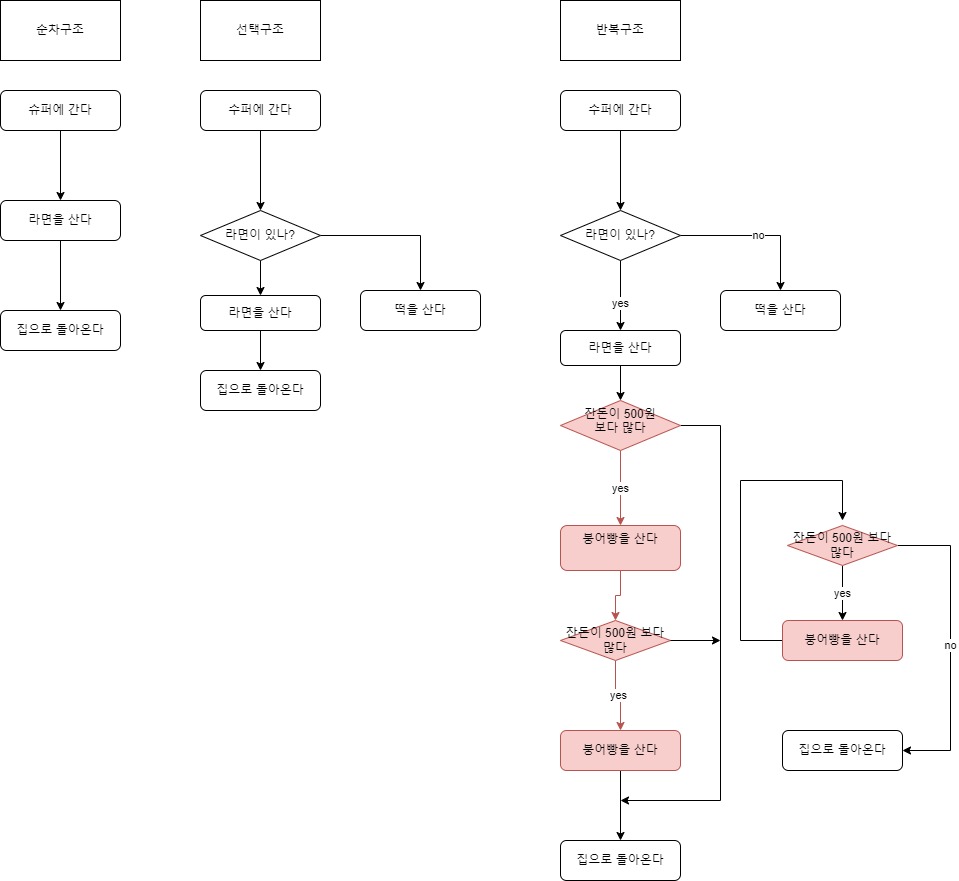 순차구조
슈퍼에 간다
라면을 산다
집으로 돌아온다
선택구조
수퍼에 간다
라면이 있나?
라면을 산다
떡을 산다
집으로 돌아온다
반복구조
수퍼에 간다
라면이 있나?
no
떡을 산다
yes
라면을 산다
잔돈이 500원
보다 많다
yes
붕어빵을 산다
잔돈이 500원 보다
많다
yes
붕어빵을 산다
집으로 돌아온다
잔돈이 500원 보다
많다
yes
붕어빵을 산다
no
집으로 돌아온다